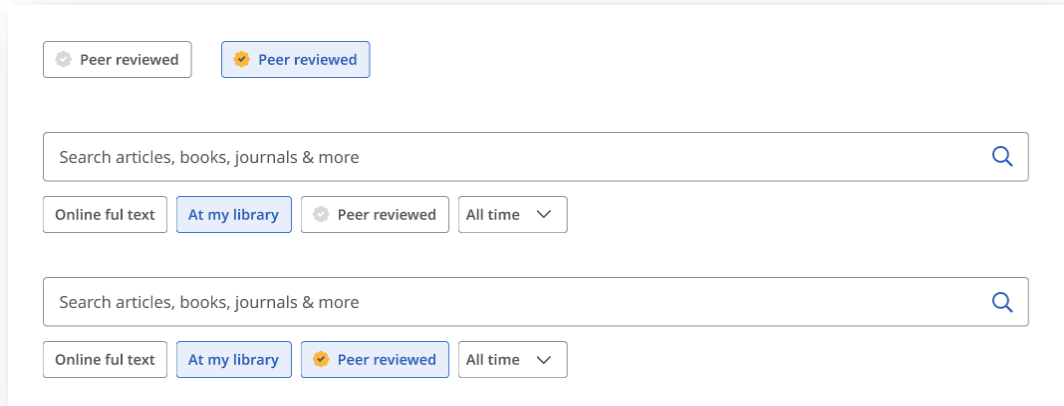 Peer reviewed Peer reviewed
Search articles, books, journals & more
Online ful text At my library Peer reviewed All time
Search articles, books, journals & more
Online ful text At my library Peer reviewed All time